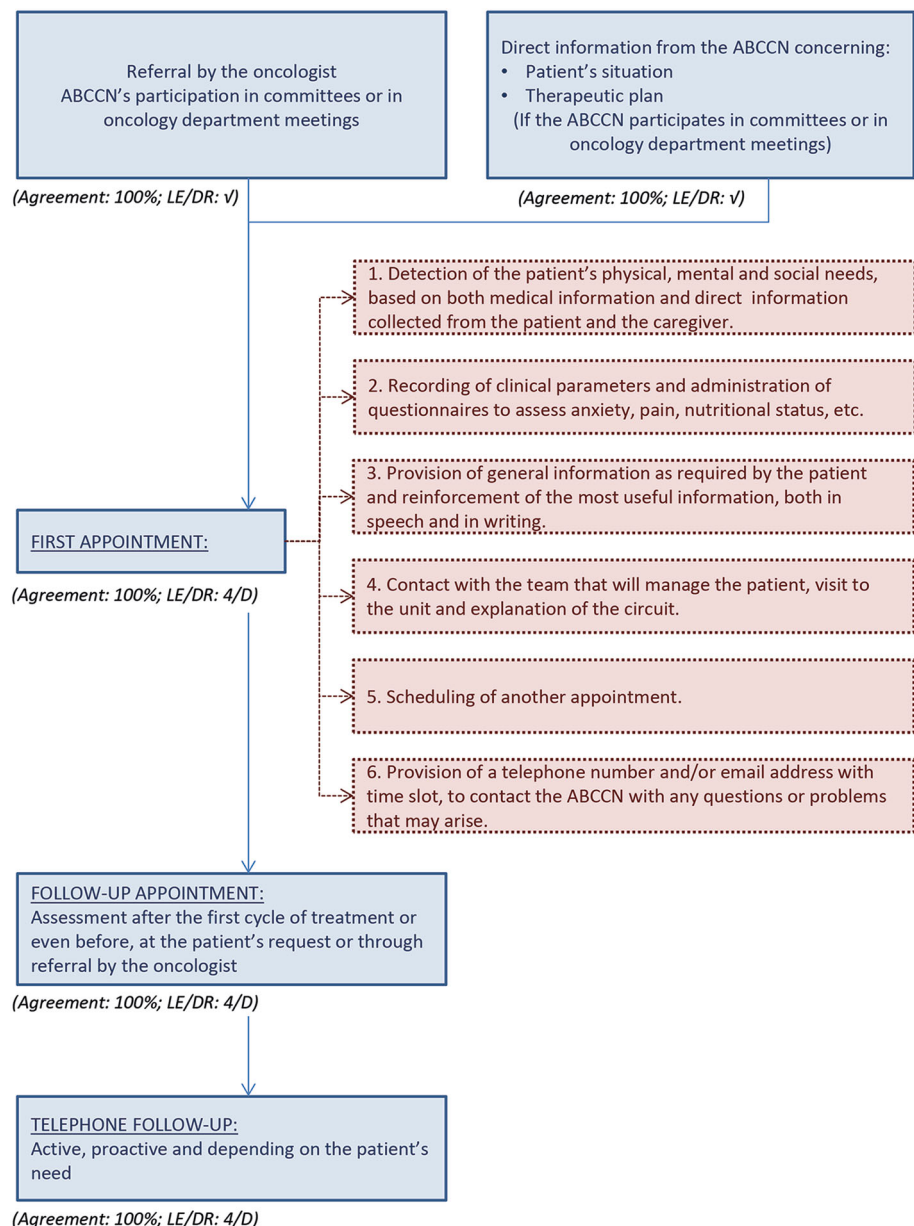 Referral by the oncologist
ABCCN's participation in committees or in
oncology department meetings
(Agreement: 100%; LE/DR: √)
Direct information from the ABCCN concerning:
• Patient's situation
• Therapeutic plan
(If the ABCCN participates in committees or in
oncology department meetings)
(Agreement: 100%; LE/DR: √)
FIRST APPOINTMENT:
(Agreement: 100%; LE/DR: 4/D)
1. Detection of the patient's physical, mental and social needs,
based on both medical information and direct information
collected from the patient and the caregiver.
2. Recording of clinical parameters and administration of
questionnaires to assess anxiety, pain, nutritional status, etc.
3. Provision of general information as required by the patient
and reinforcement of the most useful information, both in
speech and in writing.
4. Contact with the team that will manage the patient, visit to
the unit and explanation of the circuit.
5. Scheduling of another appointment.
6. Provision of a telephone number and/or email address with
time slot, to contact the ABCCN with any questions or problems
that may arise.
FOLLOW-UP APPOINTMENT:
Assessment after the first cycle of treatment or
even before, at the patient's request or through
referral by the oncologist
(Agreement: 100%; LE/DR: 4/D)
TELEPHONE FOLLOW-UP:
Active, proactive and depending on the patient's
need
(Agreement: 100%; LE/DR: 4/D)